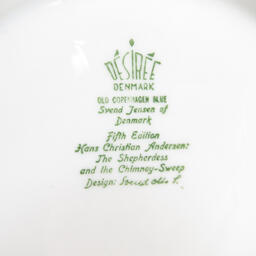 DÉSIRÉE
DENMARK
OLD COPENHAGEN BLUE
Svend Jensen of
Denmark
Fifth Edition
Hans Christian Andersen:
The Shepherdess
and the Chimney-Sweep
Design: